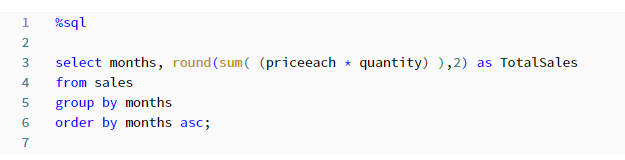 1 %sql
2
3 select months, round(sum( (priceeach * quantity) ),2) as TotalSales
4 from sales
5 group by months
6 order by months asc;
7